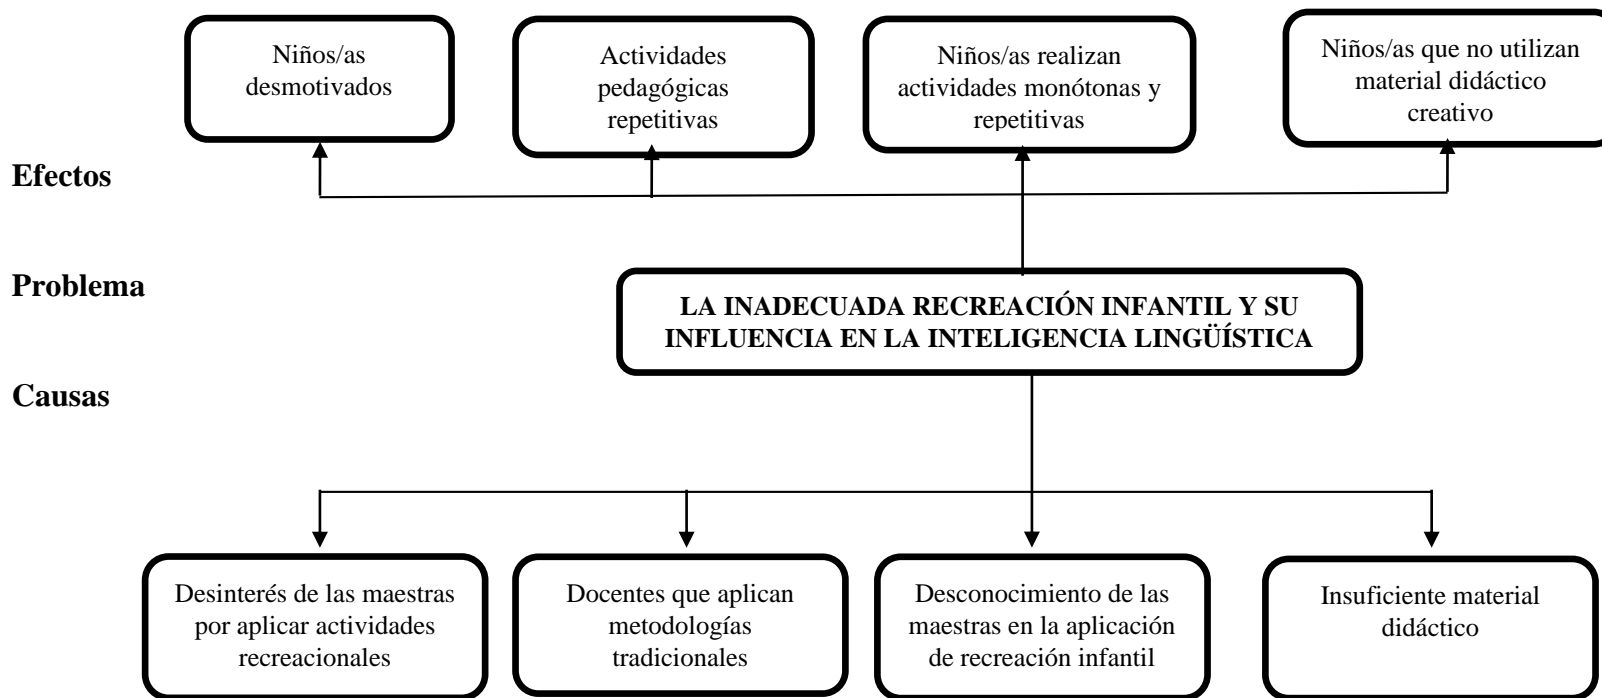 Niños/as
desmotivados
Actividades
pedagógicas
repetitivas
Niños/as realizan
actividades monótonas y
repetitivas
Niños/as que no utilizan
material didáctico
creativo
Efectos
Problema
LA INADECUADA RECREACIÓN INFANTIL Y SU
INFLUENCIA EN LA INTELIGENCIA LINGÜÍSTICA
Causas
Desinterés de las maestras
por aplicar actividades
recreacionales
Docentes que aplican
metodologías
tradicionales
Desconocimiento de las
maestras en la aplicación
de recreación infantil
Insuficiente material
didáctico